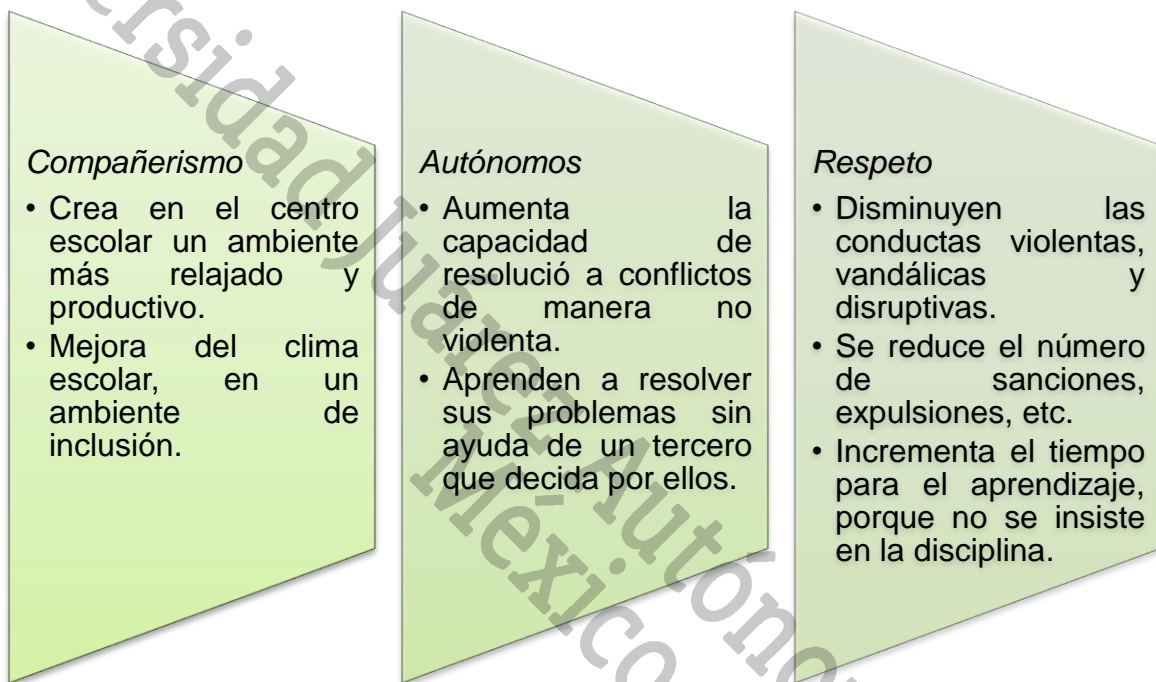 Compañerismo
• Crea en el centro
escolar un ambiente
más relajado y
productivo.
• Mejora del clima
escolar, en un
ambiente de
inclusión.
Autónomos
• Aumenta la
capacidad de
resolució a conflictos
de manera no
violenta.
• Aprenden a resolver
sus problemas sin
ayuda de un tercero
que decida por ellos.
Respeto
• Disminuyen las
conductas violentas,
vandálicas y
disruptivas.
• Se reduce el número
de sanciones,
expulsiones, etc.
• Incrementa el tiempo
para el aprendizaje,
porque no se insiste
en la disciplina.
Juárez
México